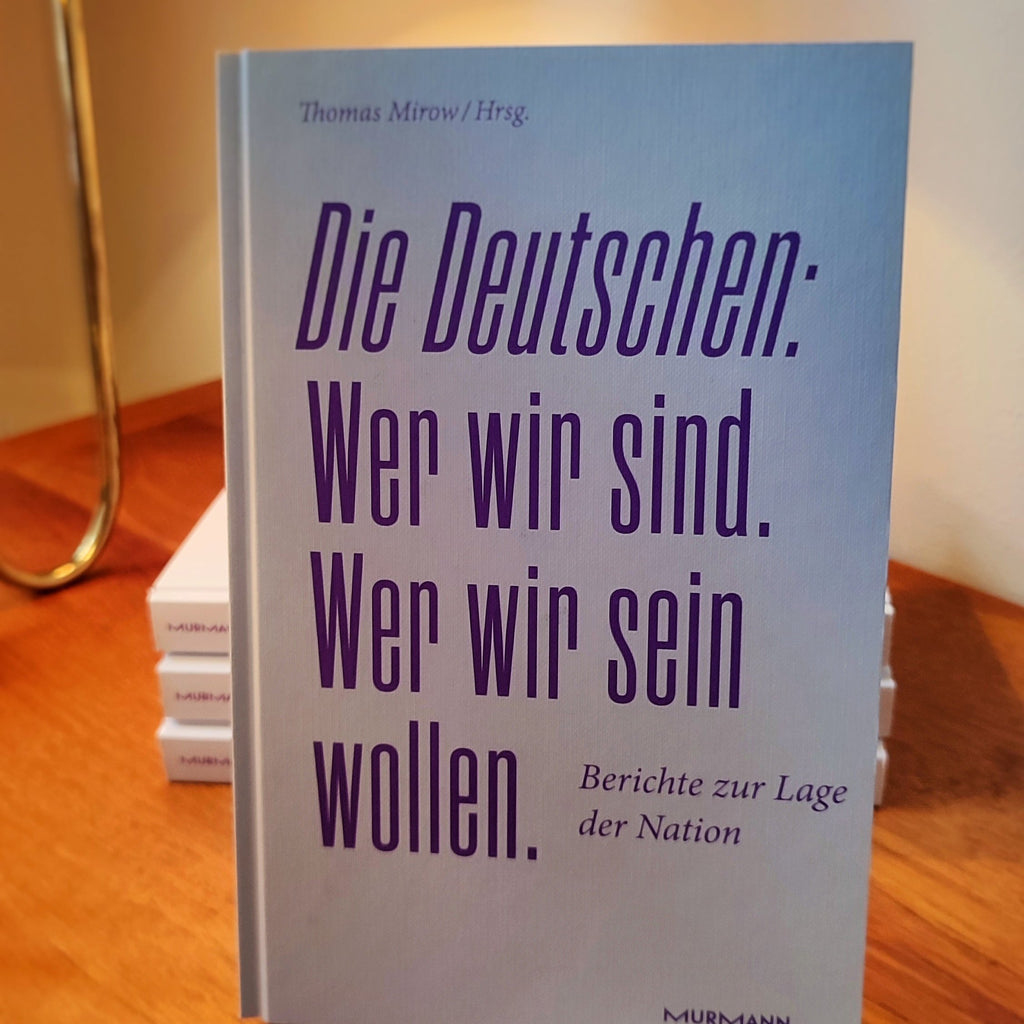 Thomas Mirow/Hrsg.
Die Deutschen:
Wer wir sind.
Wer wir sein
wollen.
Berichte zur Lage
der Nation
MURMANN